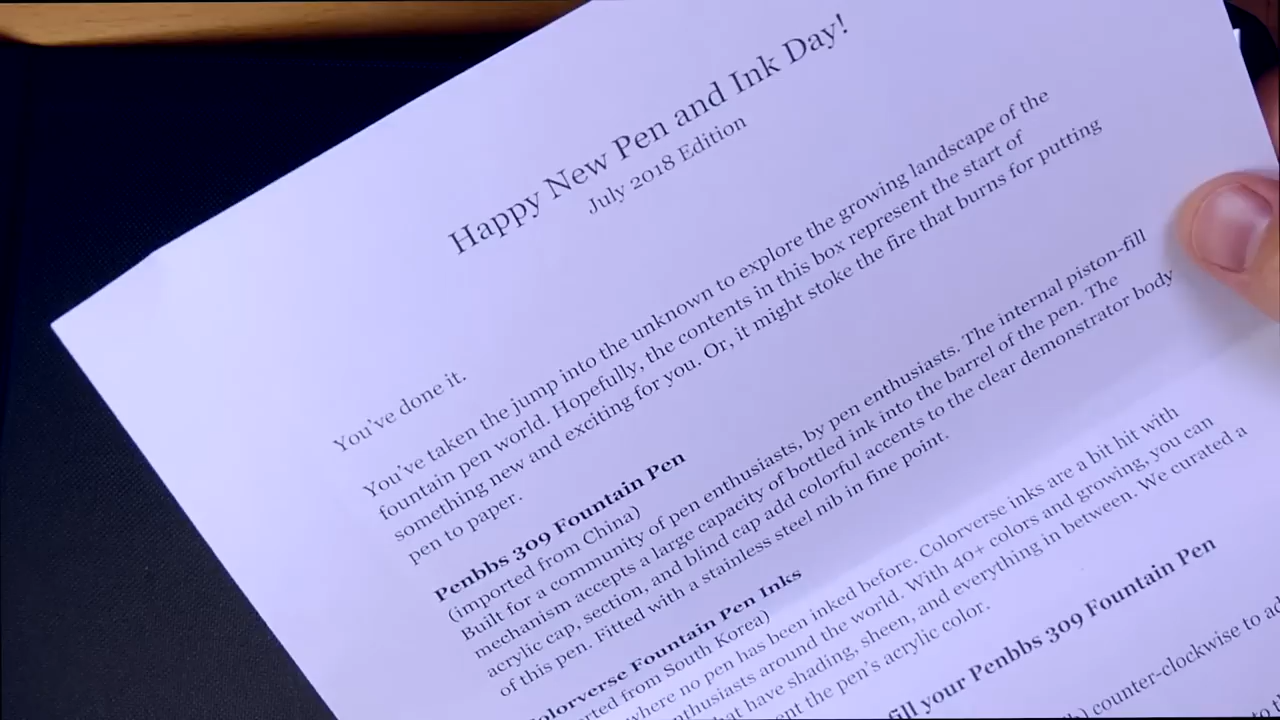 Happy New Pen and Ink Day!
July 2018 Edition
You've done it.
You've taken the jump into the unknown to explore the growing landscape of the
fountain pen world. Hopefully, the contents in this box represent the start of
something new and exciting for you. Or, it might stoke the fire that burns for putting
pen to paper.
Penbbs 309 Fountain Pen
(imported from China)
Built for a community of pen enthusiasts, by pen enthusiasts. The internal piston-fill
mechanism accepts a large capacity of bottled ink into the barrel of the pen. The
acrylic cap, section, and blind cap add colorful accents to the clear demonstrator body
of this pen. Fitted with a stainless steel nib in fine point.
olorverse Fountain Pen Inks
rted from South Korea)
where no pen has been inked before. Colorverse inks are a bit hit with
nthusiasts around the world. With 40+ colors and growing, you can
hat have shading, sheen, and everything in between. We curated a
ent the pen's acrylic color.
fill your Penbbs 309 Fountain Pen
) counter-clockwise to